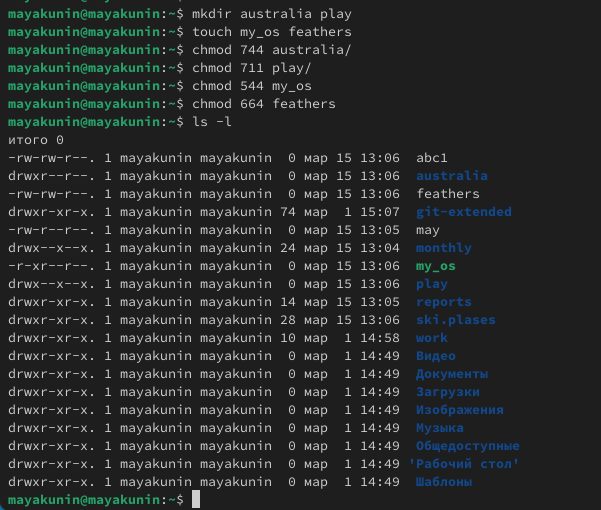 mayakunin@mayakunin:~$ mkdir australia play
mayakunin@mayakunin:~$ touch my_os feathers
mayakunin@mayakunin:~$ chmod 744 australia/
mayakunin@mayakunin:~$ chmod 711 play/
mayakunin@mayakunin:~$ chmod 544 my_os
mayakunin@mayakunin:~$ chmod 664 feathers
mayakunin@mayakunin:~$ ls -l
итого 0
-rw-rw-r--. 1 mayakunin mayakunin  0 мар 15 13:06  abc1
drwxr--r--. 1 mayakunin mayakunin  0 мар 15 13:06  australia
-rw-rw-r--. 1 mayakunin mayakunin  0 мар 15 13:06  feathers
drwxr-xr-x. 1 mayakunin mayakunin 74 мар  1 15:07  git-extended
-rw-r--r--. 1 mayakunin mayakunin  0 мар 15 13:05  may
drwx--x--x. 1 mayakunin mayakunin 24 мар 15 13:04  monthly
-r-xr--r--. 1 mayakunin mayakunin  0 мар 15 13:06  my_os
drwx--x--x. 1 mayakunin mayakunin  0 мар 15 13:06  play
drwxr-xr-x. 1 mayakunin mayakunin 14 мар 15 13:05  reports
drwxr-xr-x. 1 mayakunin mayakunin 28 мар 15 13:06  ski.plases
drwxr-xr-x. 1 mayakunin mayakunin 10 мар  1 14:58  work
drwxr-xr-x. 1 mayakunin mayakunin  0 мар  1 14:49  Видео
drwxr-xr-x. 1 mayakunin mayakunin  0 мар  1 14:49  Документы
drwxr-xr-x. 1 mayakunin mayakunin  0 мар  1 14:49  Загрузки
drwxr-xr-x. 1 mayakunin mayakunin  0 мар  1 14:49  Изображения
drwxr-xr-x. 1 mayakunin mayakunin  0 мар  1 14:49  Музыка
drwxr-xr-x. 1 mayakunin mayakunin  0 мар  1 14:49  Общедоступные
drwxr-xr-x. 1 mayakunin mayakunin  0 мар  1 14:49 'Рабочий стол'
drwxr-xr-x. 1 mayakunin mayakunin  0 мар  1 14:49  Шаблоны
mayakunin@mayakunin:~$